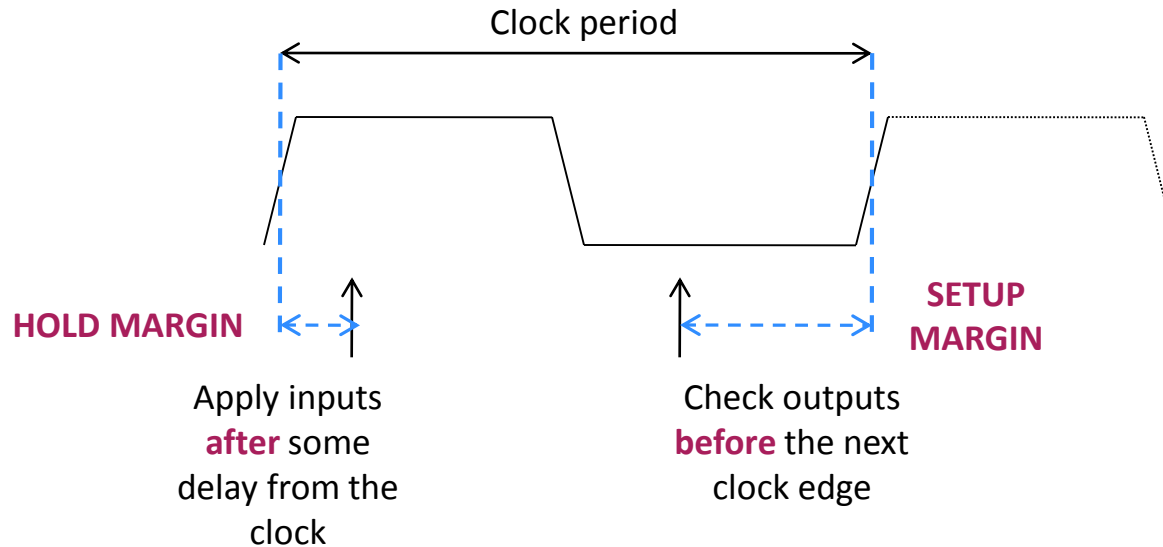 Clock period
HOLD MARGIN
SETUP
MARGIN
Apply inputs
after some
delay from the
clock
Check outputs
before the next
clock edge